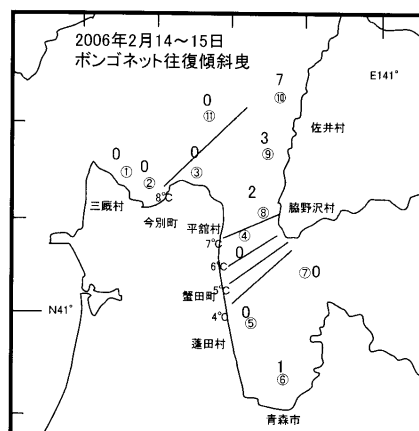 2006年2月14～15日
ボンゴネット往復傾斜曳
7
⑩
E141°
0
⑪
佐井村
3
⑨
0
①
0
②
0
③
8℃
三厩村
今別町
2
⑧
脇野沢村
平舘村
7℃
④
0
6℃
⑦0
5℃
蟹田町
N41°
4℃
0
⑤
蓬田村
1
⑥
青森市